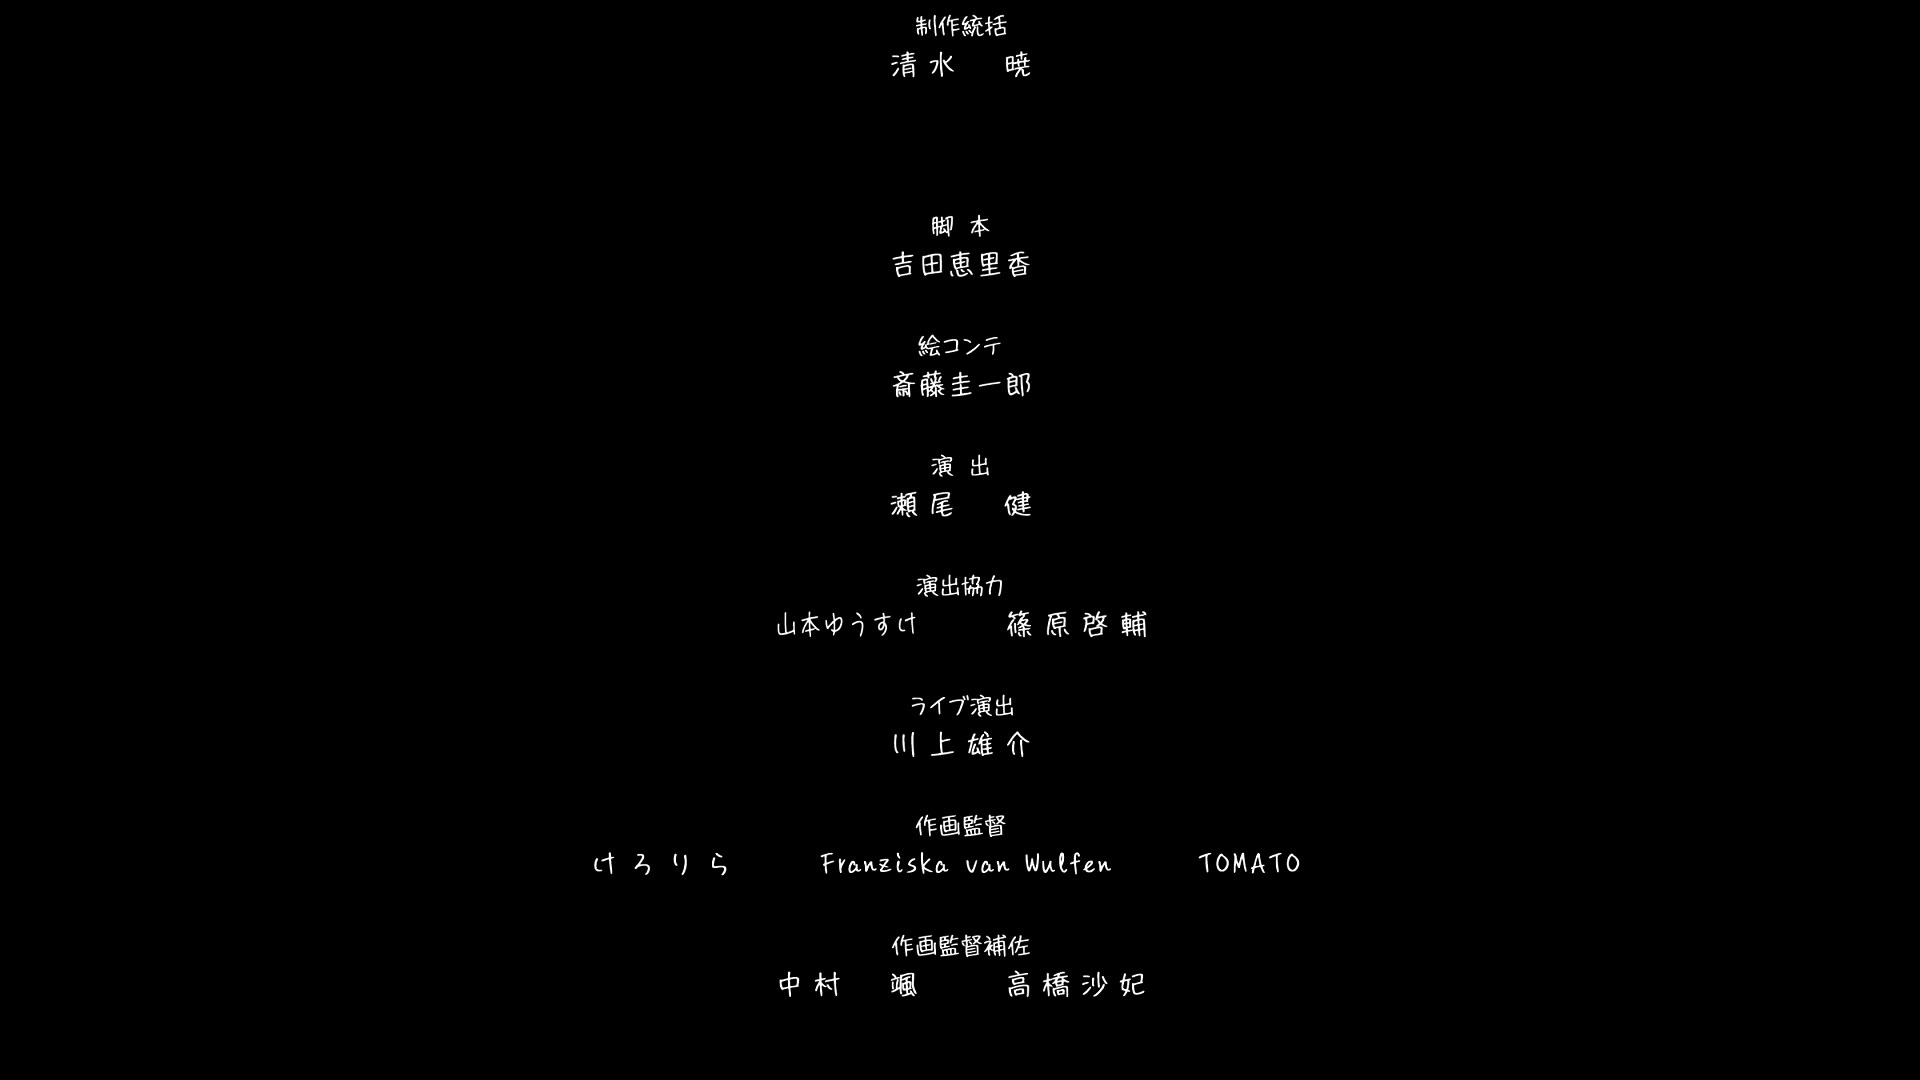 制作統括
清水 暁
脚本
吉田恵里香
絵コンテ
斎藤圭一郎
演出
瀬尾 健
演出協力
山本ゆうすけ 篠原啓輔
ライブ演出
川上雄介
作画監督
けろりら Franziska van Wulfen TOMATO
作画監督補佐
中村 颯 高橋沙妃